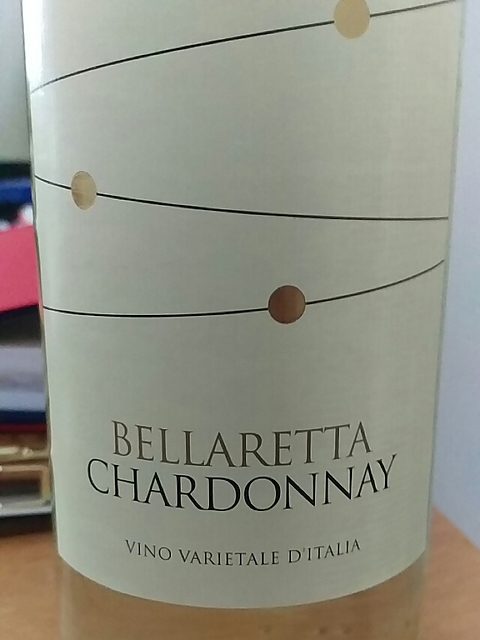 BELLARETTA
CHARDONNAY
VINO VARIETALE D'ITALIA